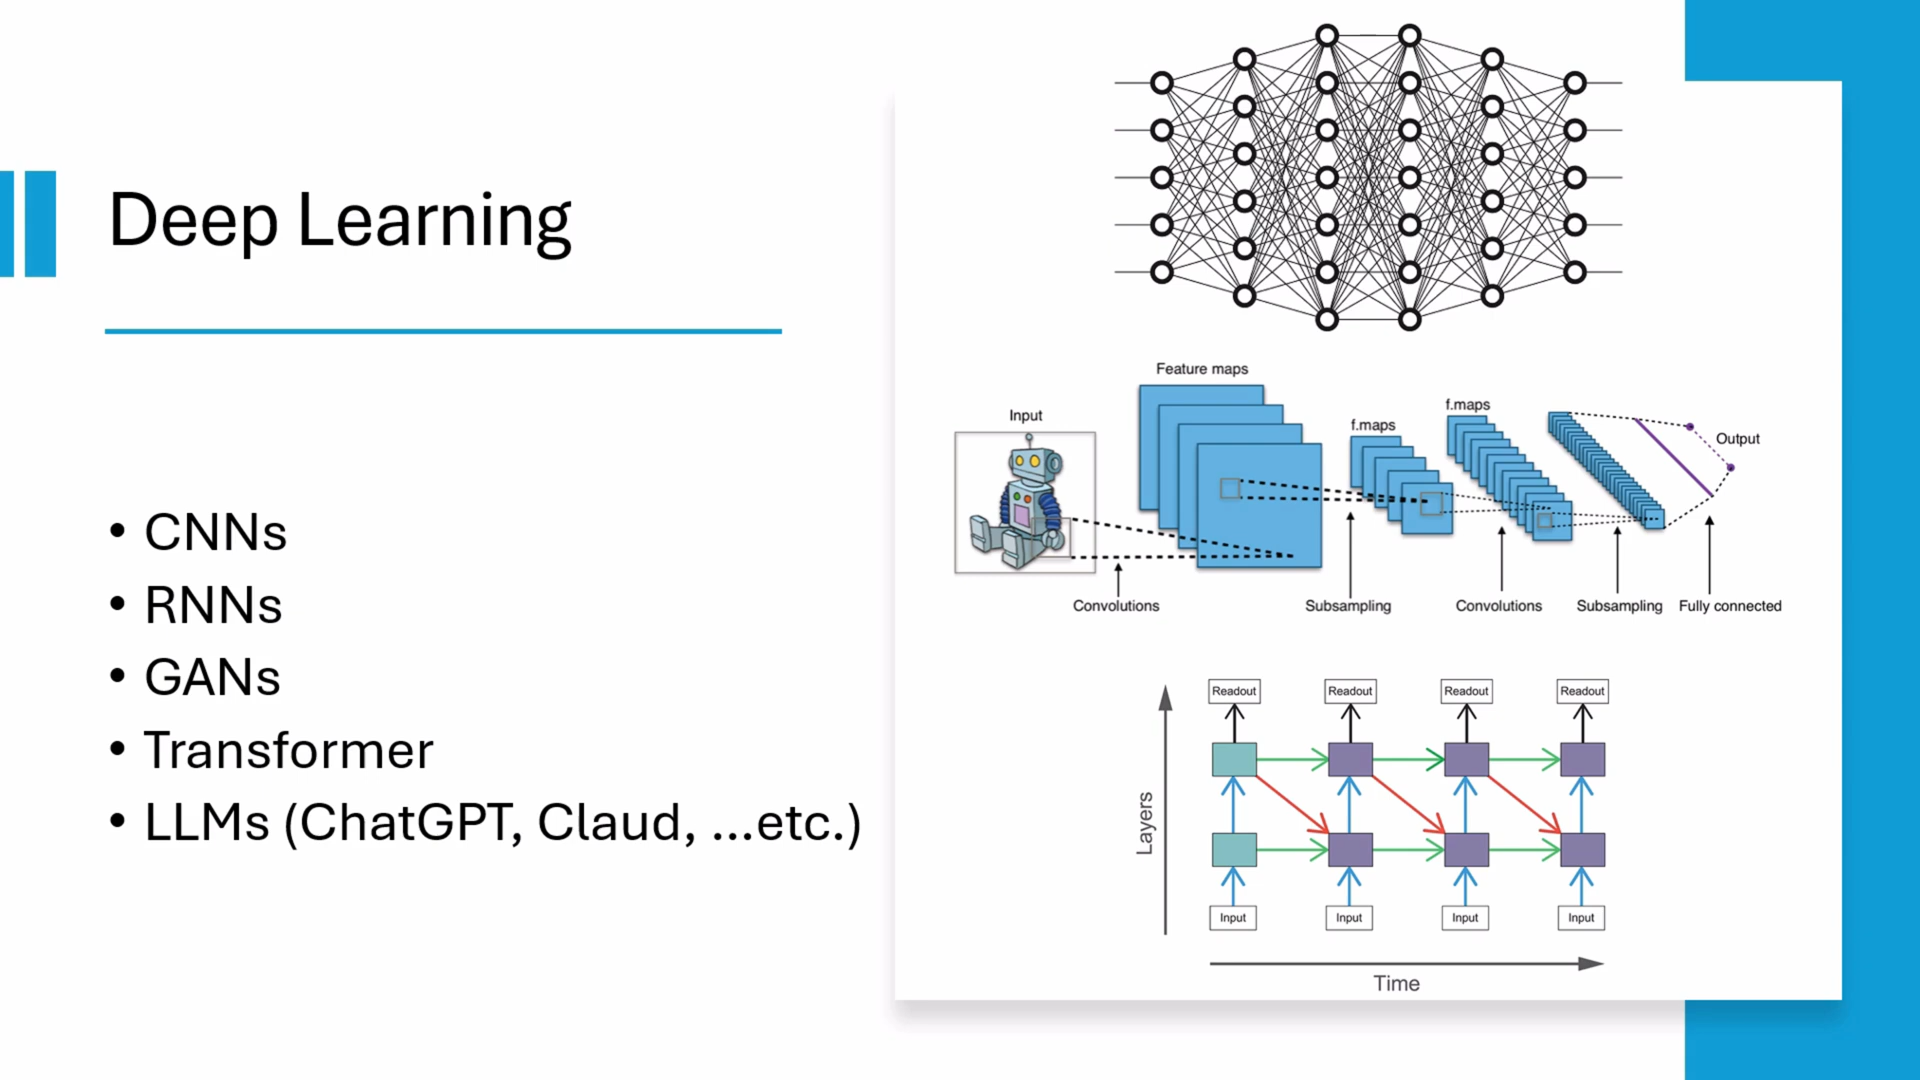 Deep Learning
• CNNs
• RNNs
• GANs
• Transformer
• LLMs (ChatGPT, Claud, ...etc.)
Feature maps
Input
f.maps
f.maps
Output
Convolutions
Subsampling
Convolutions
Subsampling
Fully connected
Readout Readout Readout Readout
Layers
Input Input Input Input
Time